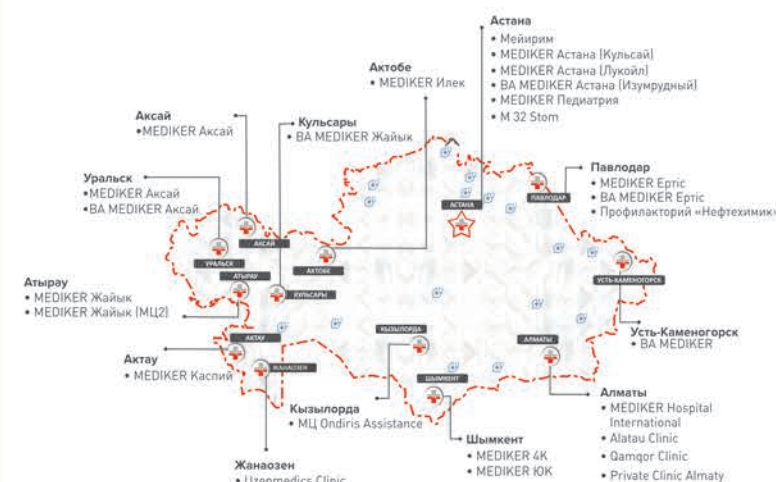 Астана
• Мейирим
• MEDIKER Астана (Кульсай)
• MEDIKER Астана (Лукойл)
• ВА MEDIKER Астана (Изумрудный)
• MEDIKER Педиатрия
• M 32 Stom
Актобе
• MEDIKER Илек
Аксай
•MEDIKER Аксай
Кульсары
• ВА MEDIKER Жайык
Уральск
•MEDIKER Аксай
•ВА MEDIKER Аксай
Павлодар
• MEDIKER Ертіс
• ВА MEDIKER Ертіс
• Профилакторий «Нефтехимик»
АСТАНА
ПАВЛОДАР
АКСАЙ
УРАЛЬСК
АКТОБЕ
АТЫРАУ
КУЛЬСАРЫ
УСТЬ-КАМЕНОГОРСК
Атырау
• MEDIKER Жайык
• MEDIKER Жайык (МЦ2)
АКТАУ
КЫЗЫЛОРДА
АЛМАТЫ
ЖАНАОЗЕН
ШЫМКЕНТ
Усть-Каменогорск
• ВА MEDIKER
Актау
• MEDIKER Каспий
Кызылорда
• МЦ Ondiris Assistance
Алматы
• MEDIKER Hospital
International
• Alatau Clinic
• Qamqor Clinic
• Private Clinic Almaty
Шымкент
• MEDIKER 4К
• MEDIKER ЮК
Жанаозен
• Uzenmedics Clinic